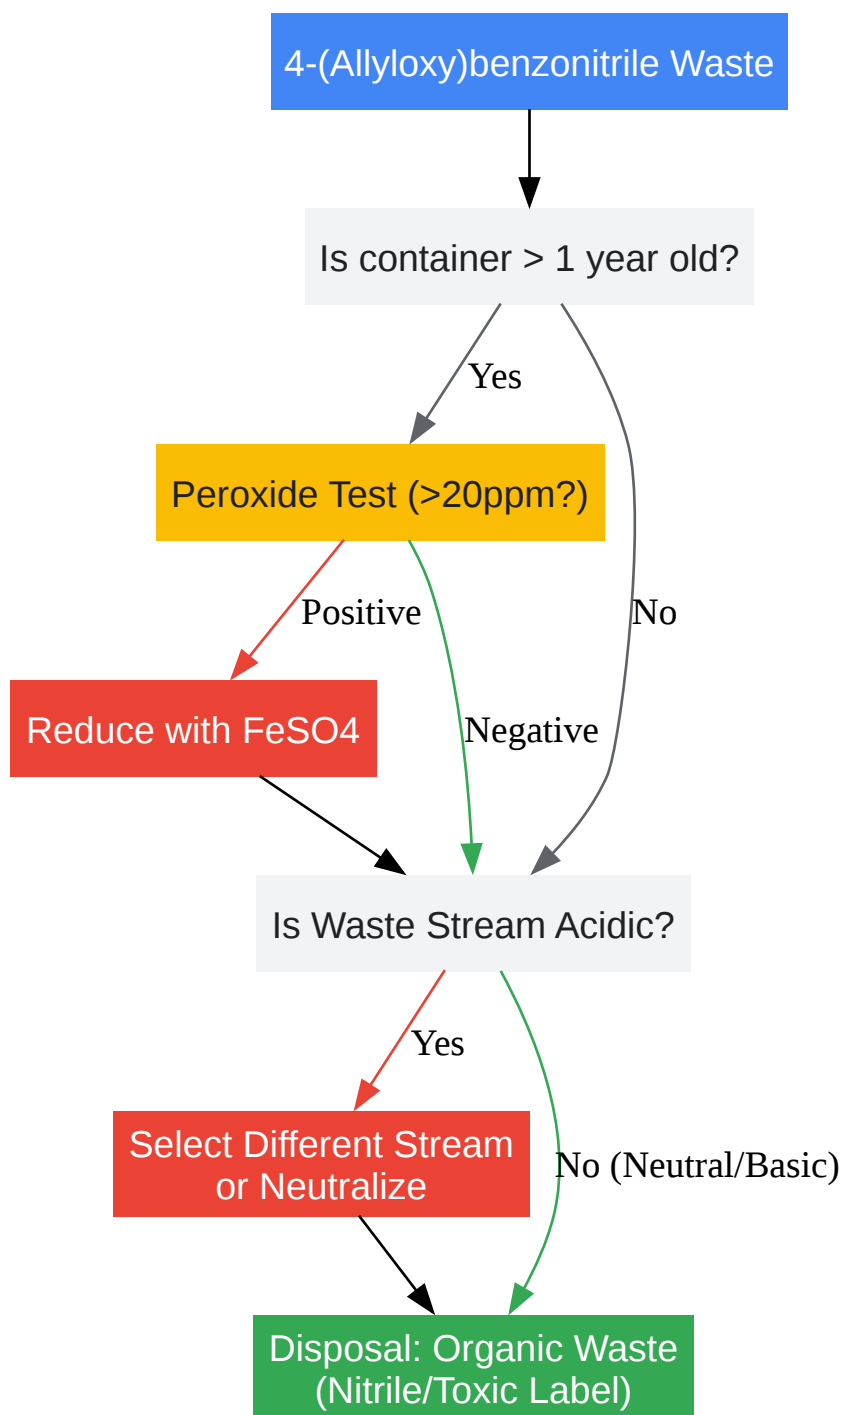 4-(Allyloxy)benzonitrile Waste
Is container > 1 year old?
Yes
Peroxide Test (>20ppm?)
Positive
No
Reduce with FeSO4
Negative
Is Waste Stream Acidic?
Yes
Select Different Stream
or Neutralize
No (Neutral/Basic)
Disposal: Organic Waste
(Nitrile/Toxic Label)